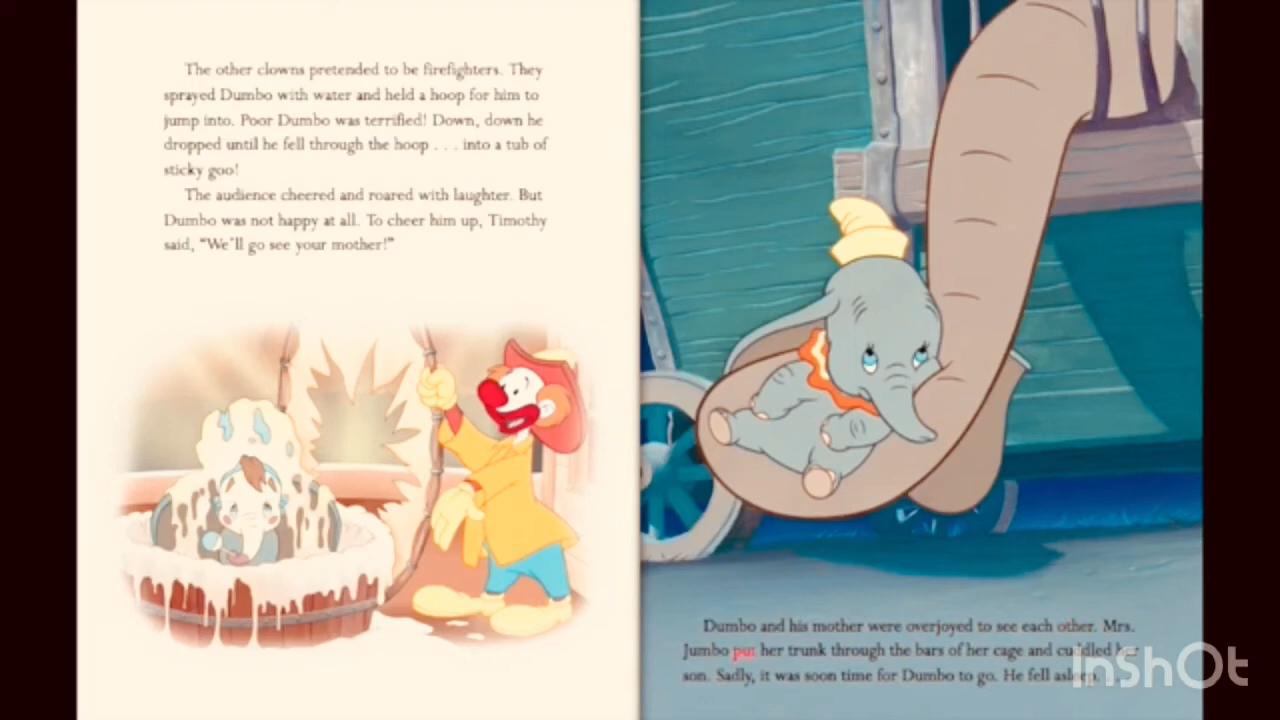 The other clowns pretended to be firefighters. They
sprayed Dumbo with water and held a hoop for him to
jump into. Poor Dumbo was terrified! Down, down he
dropped until he fell through the hoop . . . into a tub of
sticky goo!
The audience cheered and roared with laughter. But
Dumbo was not happy at all. To cheer him up, Timothy
said, “We’ll go see your mother!”
Dumbo and his mother were overjoyed to see each other. Mrs.
Jumbo put her trunk through the bars of her cage and cuddled her
son. Sadly, it was soon time for Dumbo to go. He fell asleep. . .
InShOt